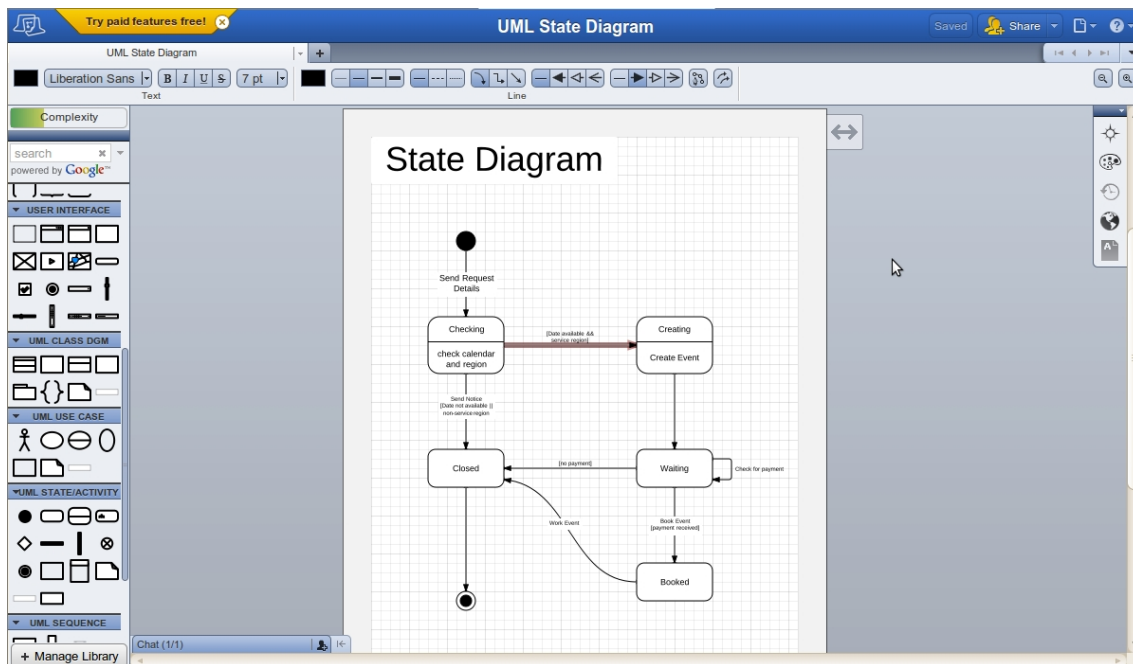 Try paid features free!
UML State Diagram
Saved
Share
UML State Diagram
+
Liberation Sans
B I U S
7 pt
Text
Line
Complexity
search
powered by Google™
USER INTERFACE
UML CLASS DGM
UML USE CASE
UML STATE/ACTIVITY
UML SEQUENCE
+ Manage Library
Chat (1/1)
State Diagram
Send Request
Details
Checking
check calendar
and region
[Date available &&
service region]
Creating
Create Event
Send Notice
[Date not available ||
non-service region
Closed
[no payment]
Waiting
Check for payment
Work Event
Book Event
[payment received]
Booked